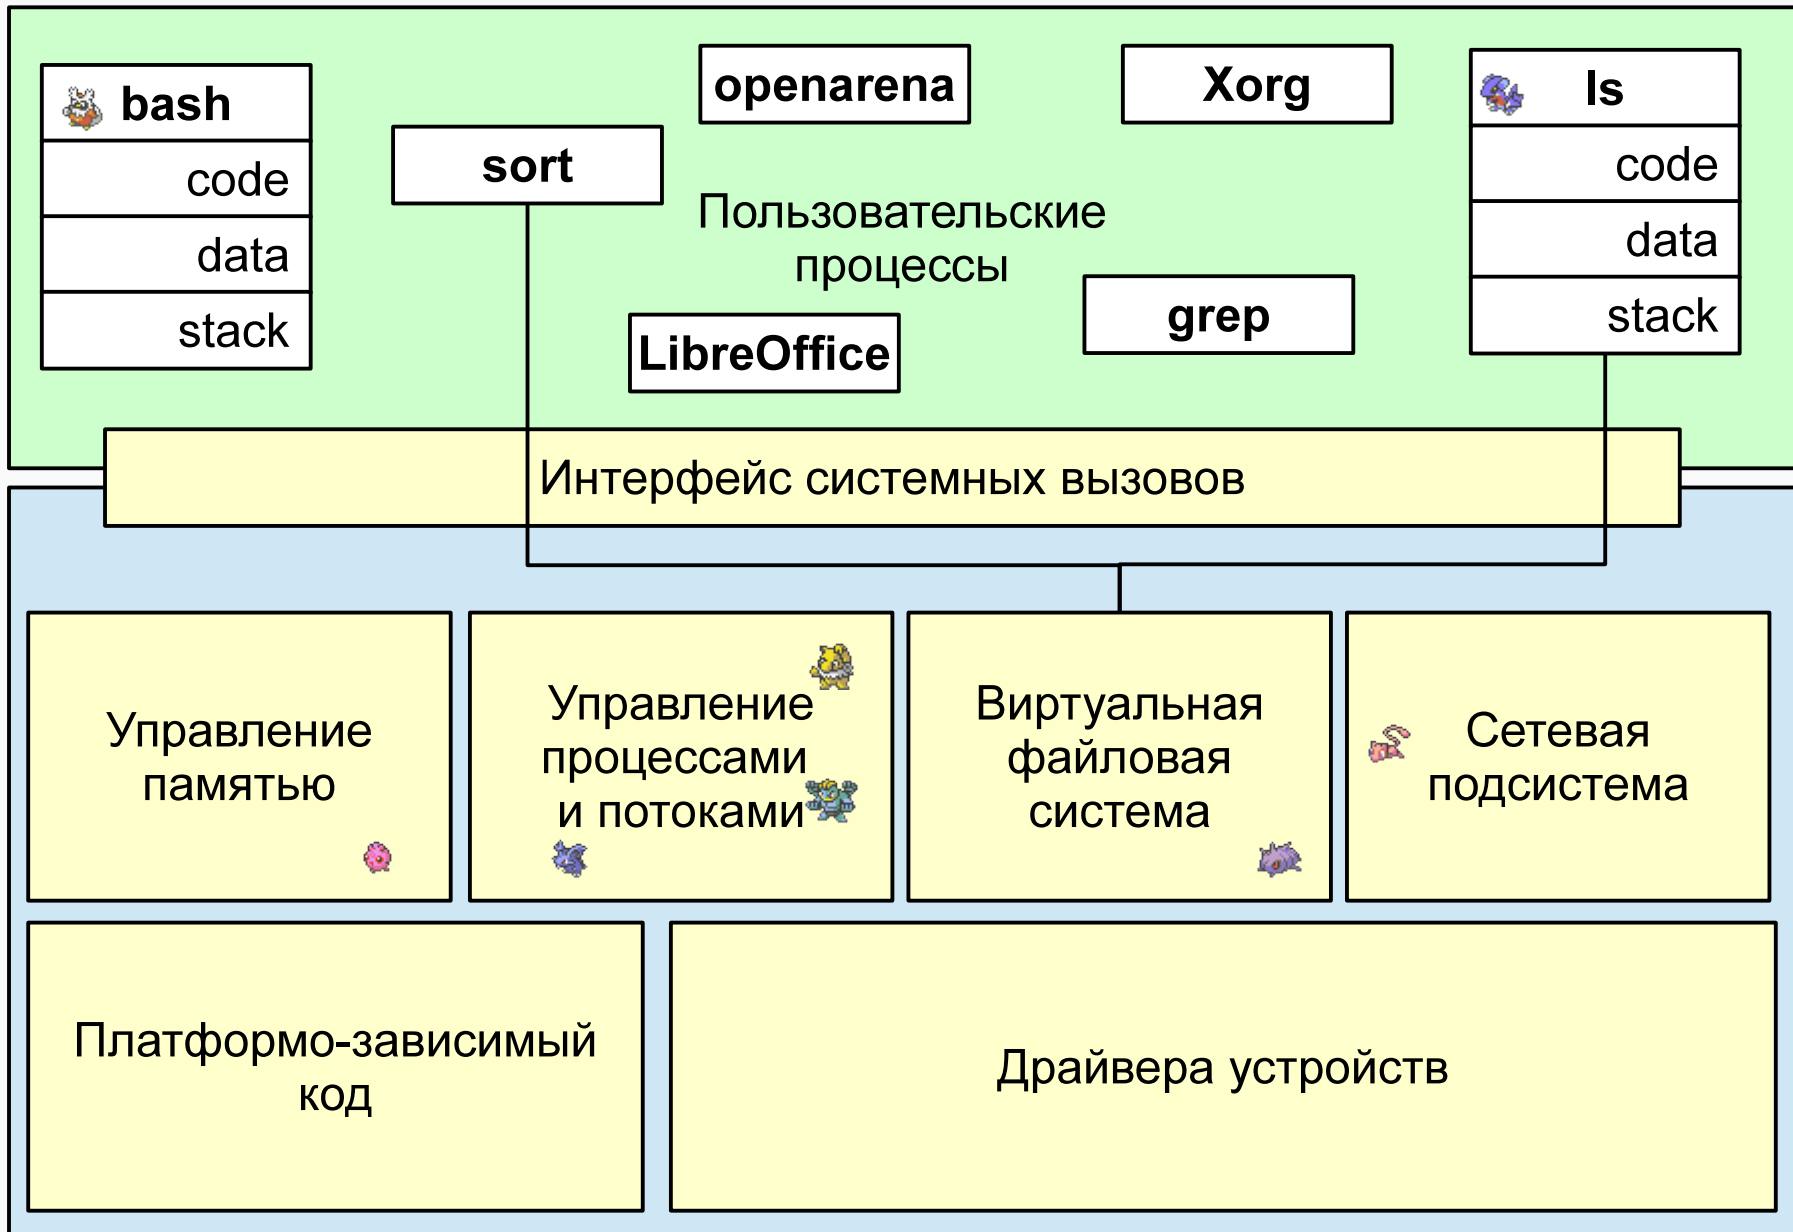 bash
code
data
stack
sort
openarena
Xorg
ls
code
data
stack
Пользовательские
процессы
LibreOffice
grep
Интерфейс системных вызовов
Управление
памятью
Управление
процессами
и потоками
Виртуальная
файловая
система
Сетевая
подсистема
Платформо-зависимый
код
Драйвера устройств